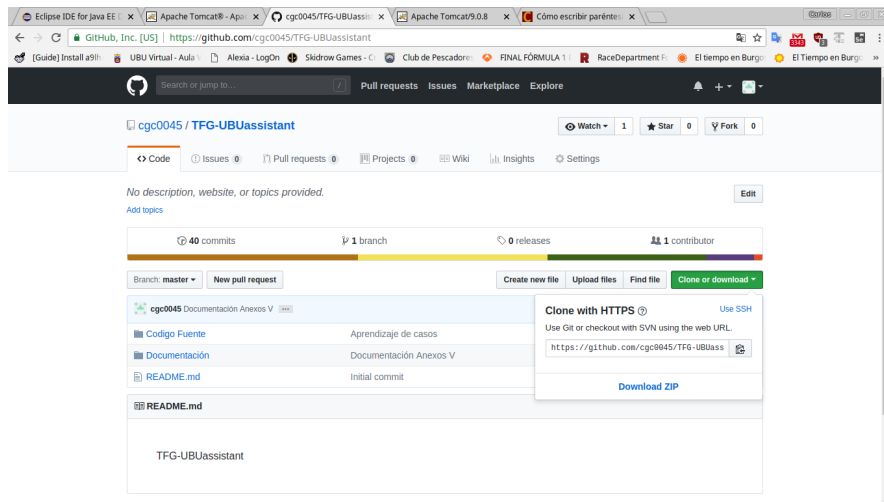 Eclipse IDE for Java EE D Apache Tomcat® - Apac cgc0045/TFG-UBUassis Apache Tomcat/9.0.8 Cómo escribir parénte Carlos
GitHub, Inc. [US] https://github.com/cgc0045/TFG-UBUassistant 3343
[Guide] Install a9lh UBU Virtual - Aula Alexia - LogOn Skidrow Games - C Club de Pescadore FINAL FÓRMULA 1 RaceDepartment F El tiempo en Burgo El Tiempo en Burgo »
Search or jump to... / Pull requests Issues Marketplace Explore
cgc0045 / TFG-UBUassistant Watch 1 Star 0 Fork 0
Code Issues 0 Pull requests 0 Projects 0 Wiki Insights Settings
No description, website, or topics provided. Edit
Add topics
40 commits 1 branch 0 releases 1 contributor
Branch: master New pull request Create new file Upload files Find file Clone or download
cgc0045 Documentación Anexos V
Codigo Fuente Aprendizaje de casos
Documentación Documentación Anexos V
README.md Initial commit
Clone with HTTPS Use SSH
Use Git or checkout with SVN using the web URL.
https://github.com/cgc0045/TFG-UBUass
Download ZIP
README.md
TFG-UBUassistant